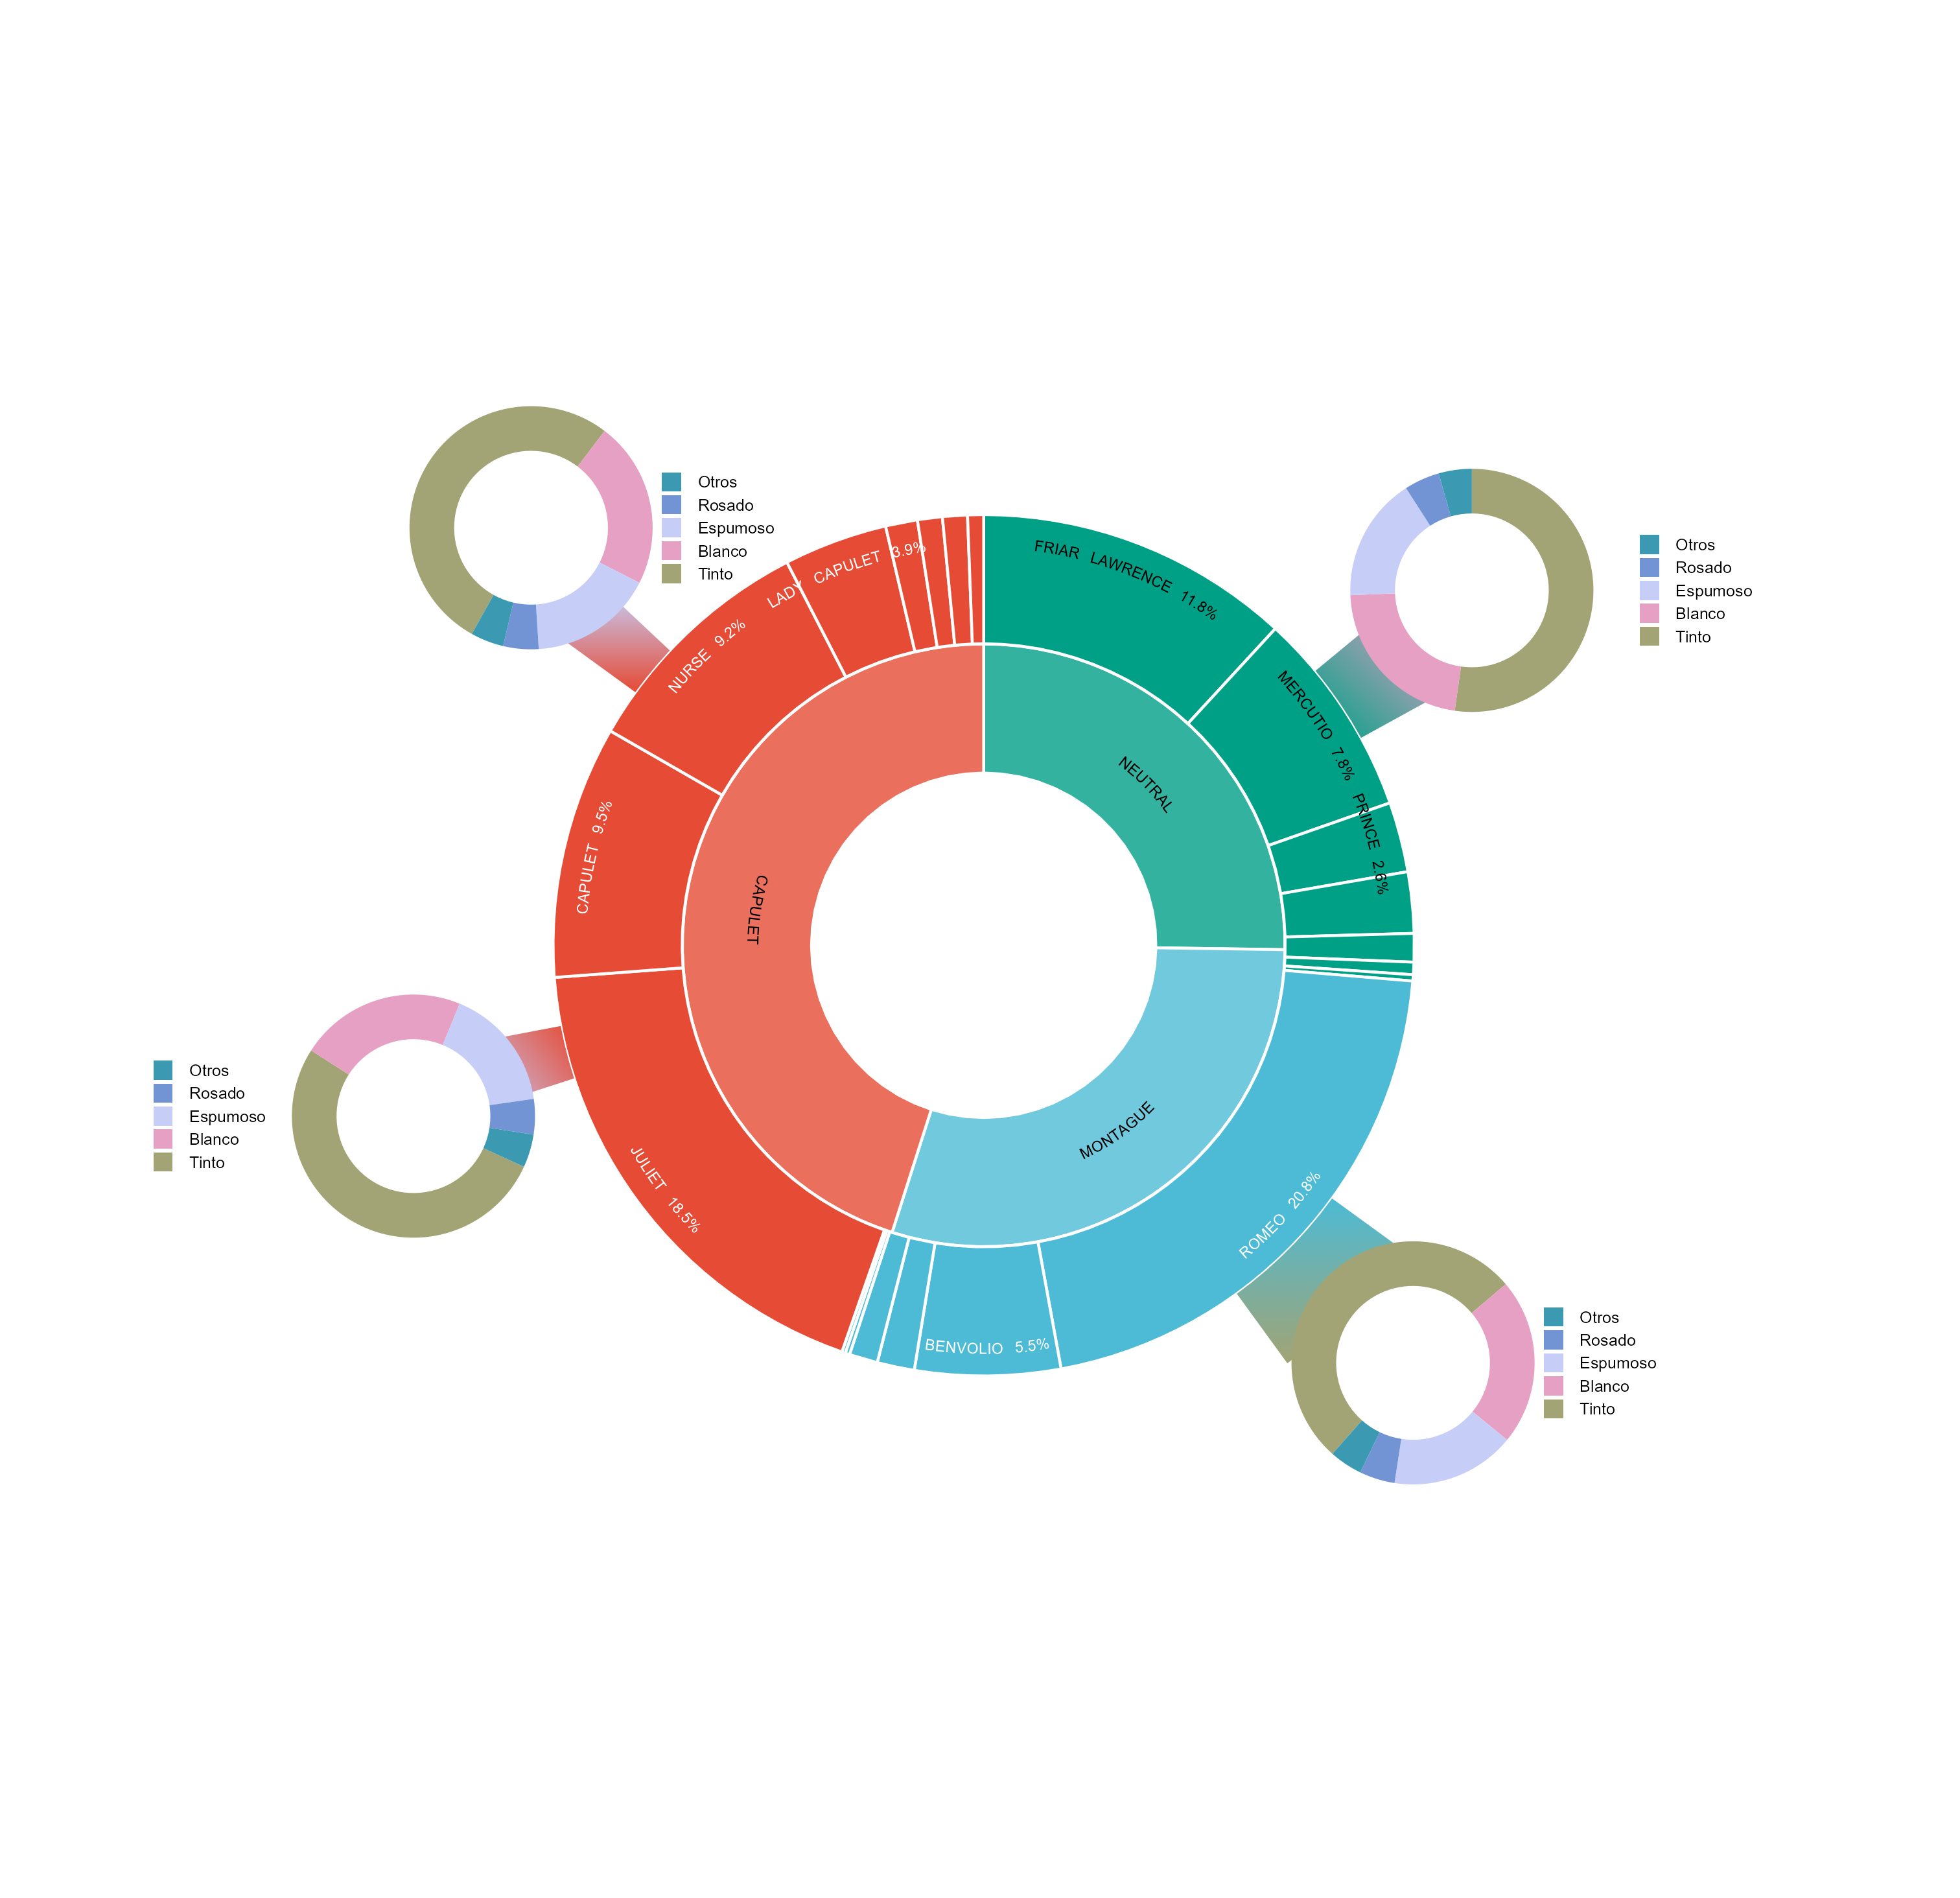 Otros
Rosado
Espumoso
Blanco
Tinto
Otros
Rosado
Espumoso
Blanco
Tinto
LADY CAPULET 3.9%
FRIAR LAWRENCE 11.8%
NURSE 9.2%
MERCUTIO 7.8%
NEUTRAL
PRINCE 2.6%
CAPULET 9.5%
CAPULET
Otros
Rosado
Espumoso
Blanco
Tinto
MONTAGUE
JULIET 18.5%
ROMEO 20.8%
BENVOLIO 5.5%
Otros
Rosado
Espumoso
Blanco
Tinto